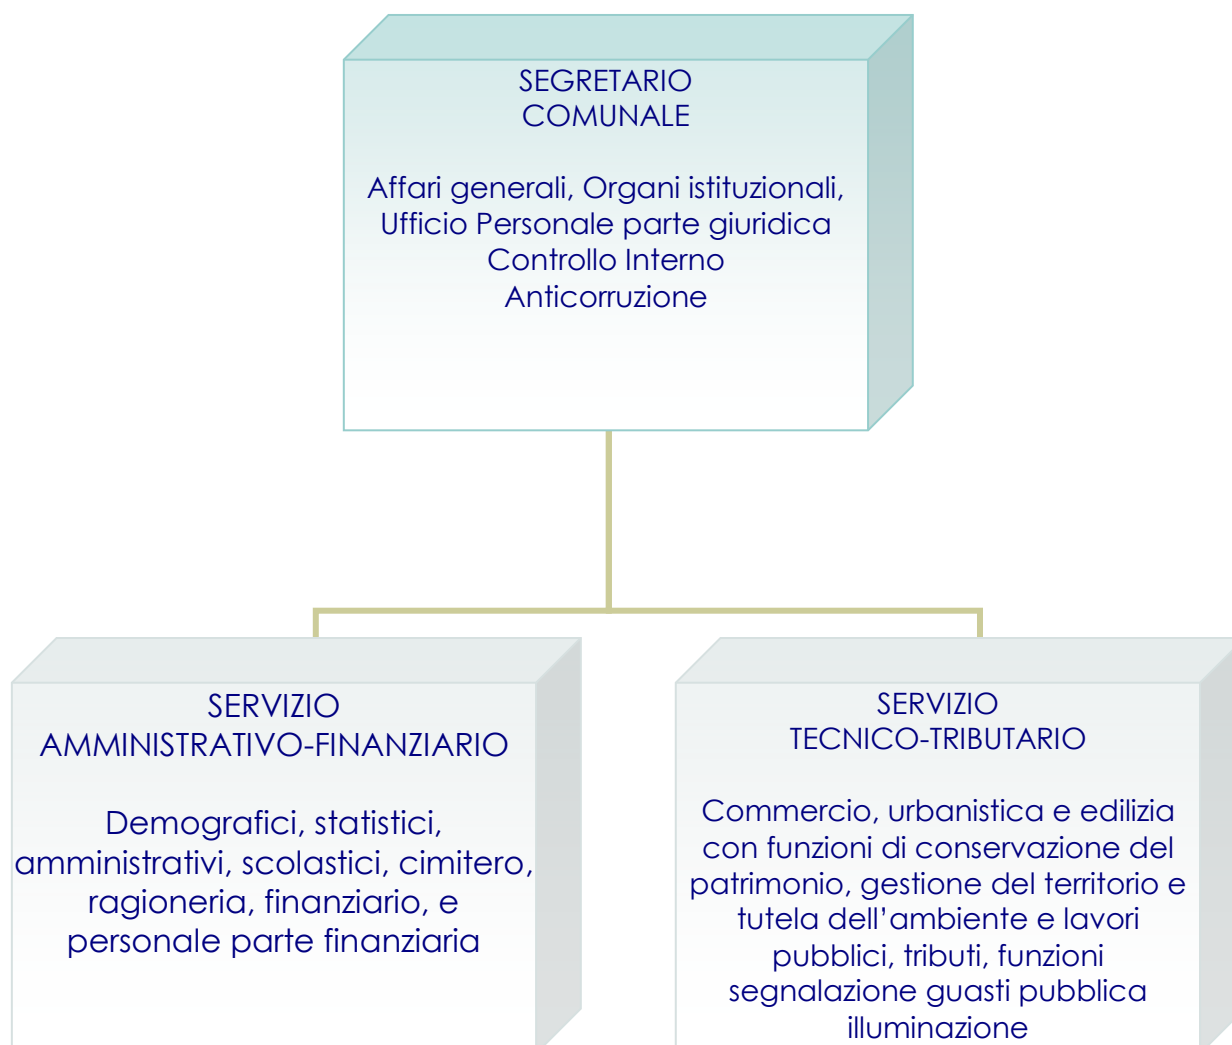 SEGRETARIO
COMUNALE
Affari generali, Organi istituzionali,
Ufficio Personale parte giuridica
Controllo Interno
Anticorruzione
SERVIZIO
AMMINISTRATIVO-FINANZIARIO
Demografici, statistici,
amministrativi, scolastici, cimitero,
ragioneria, finanziario, e
personale parte finanziaria
SERVIZIO
TECNICO-TRIBUTARIO
Commercio, urbanistica e edilizia
con funzioni di conservazione del
patrimonio, gestione del territorio e
tutela dell’ambiente e lavori
pubblici, tributi, funzioni
segnalazione guasti pubblica
illuminazione